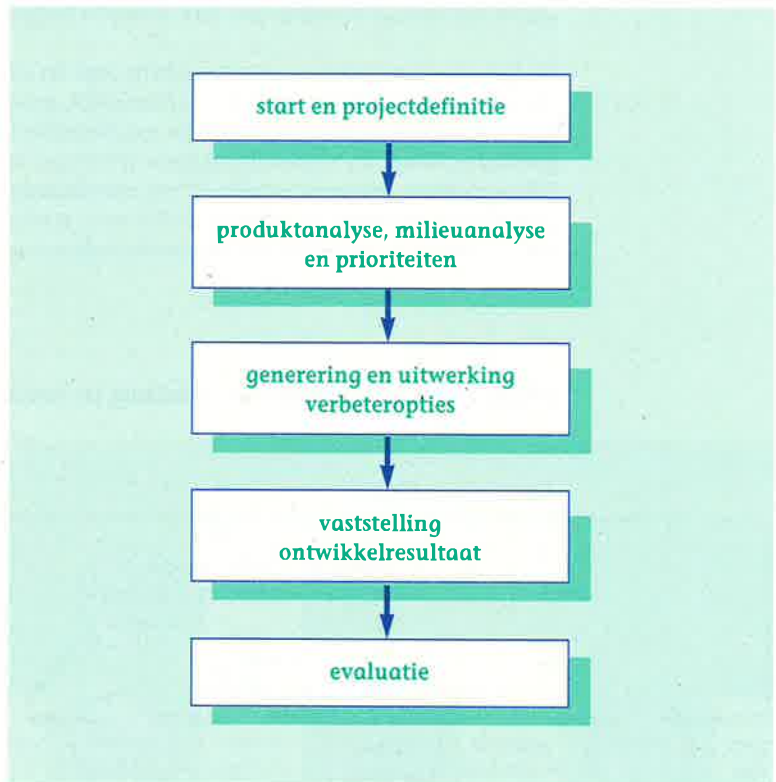 start en projectdefinitie
produktanalyse, milieuanalyse
en prioriteiten
generering en uitwerking
verbeteropties
vaststelling
ontwikkelresultaat
evaluatie